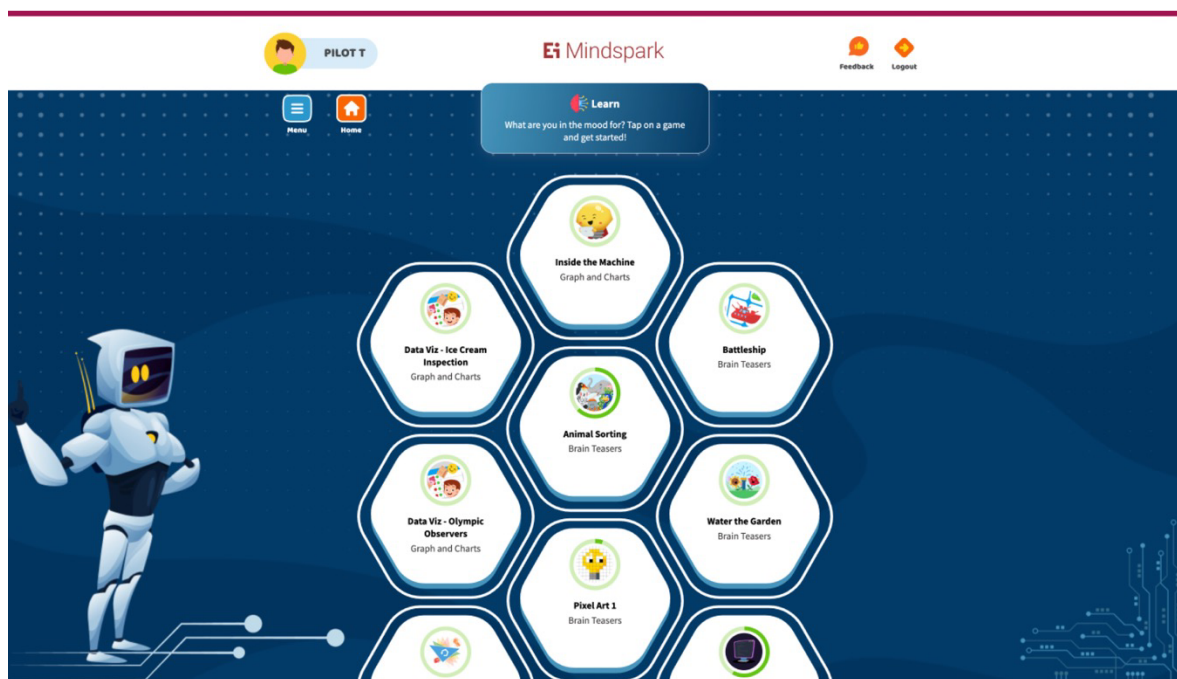 PILOT T
Ei Mindspark
Feedback
Logout
Menu
Home
Learn
What are you in the mood for? Tap on a game
and get started!
Inside the Machine
Graph and Charts
Data Viz - Ice Cream
Inspection
Graph and Charts
Battleship
Brain Teasers
Animal Sorting
Brain Teasers
Data Viz - Olympic
Observers
Graph and Charts
Water the Garden
Brain Teasers
Pixel Art 1
Brain Teasers